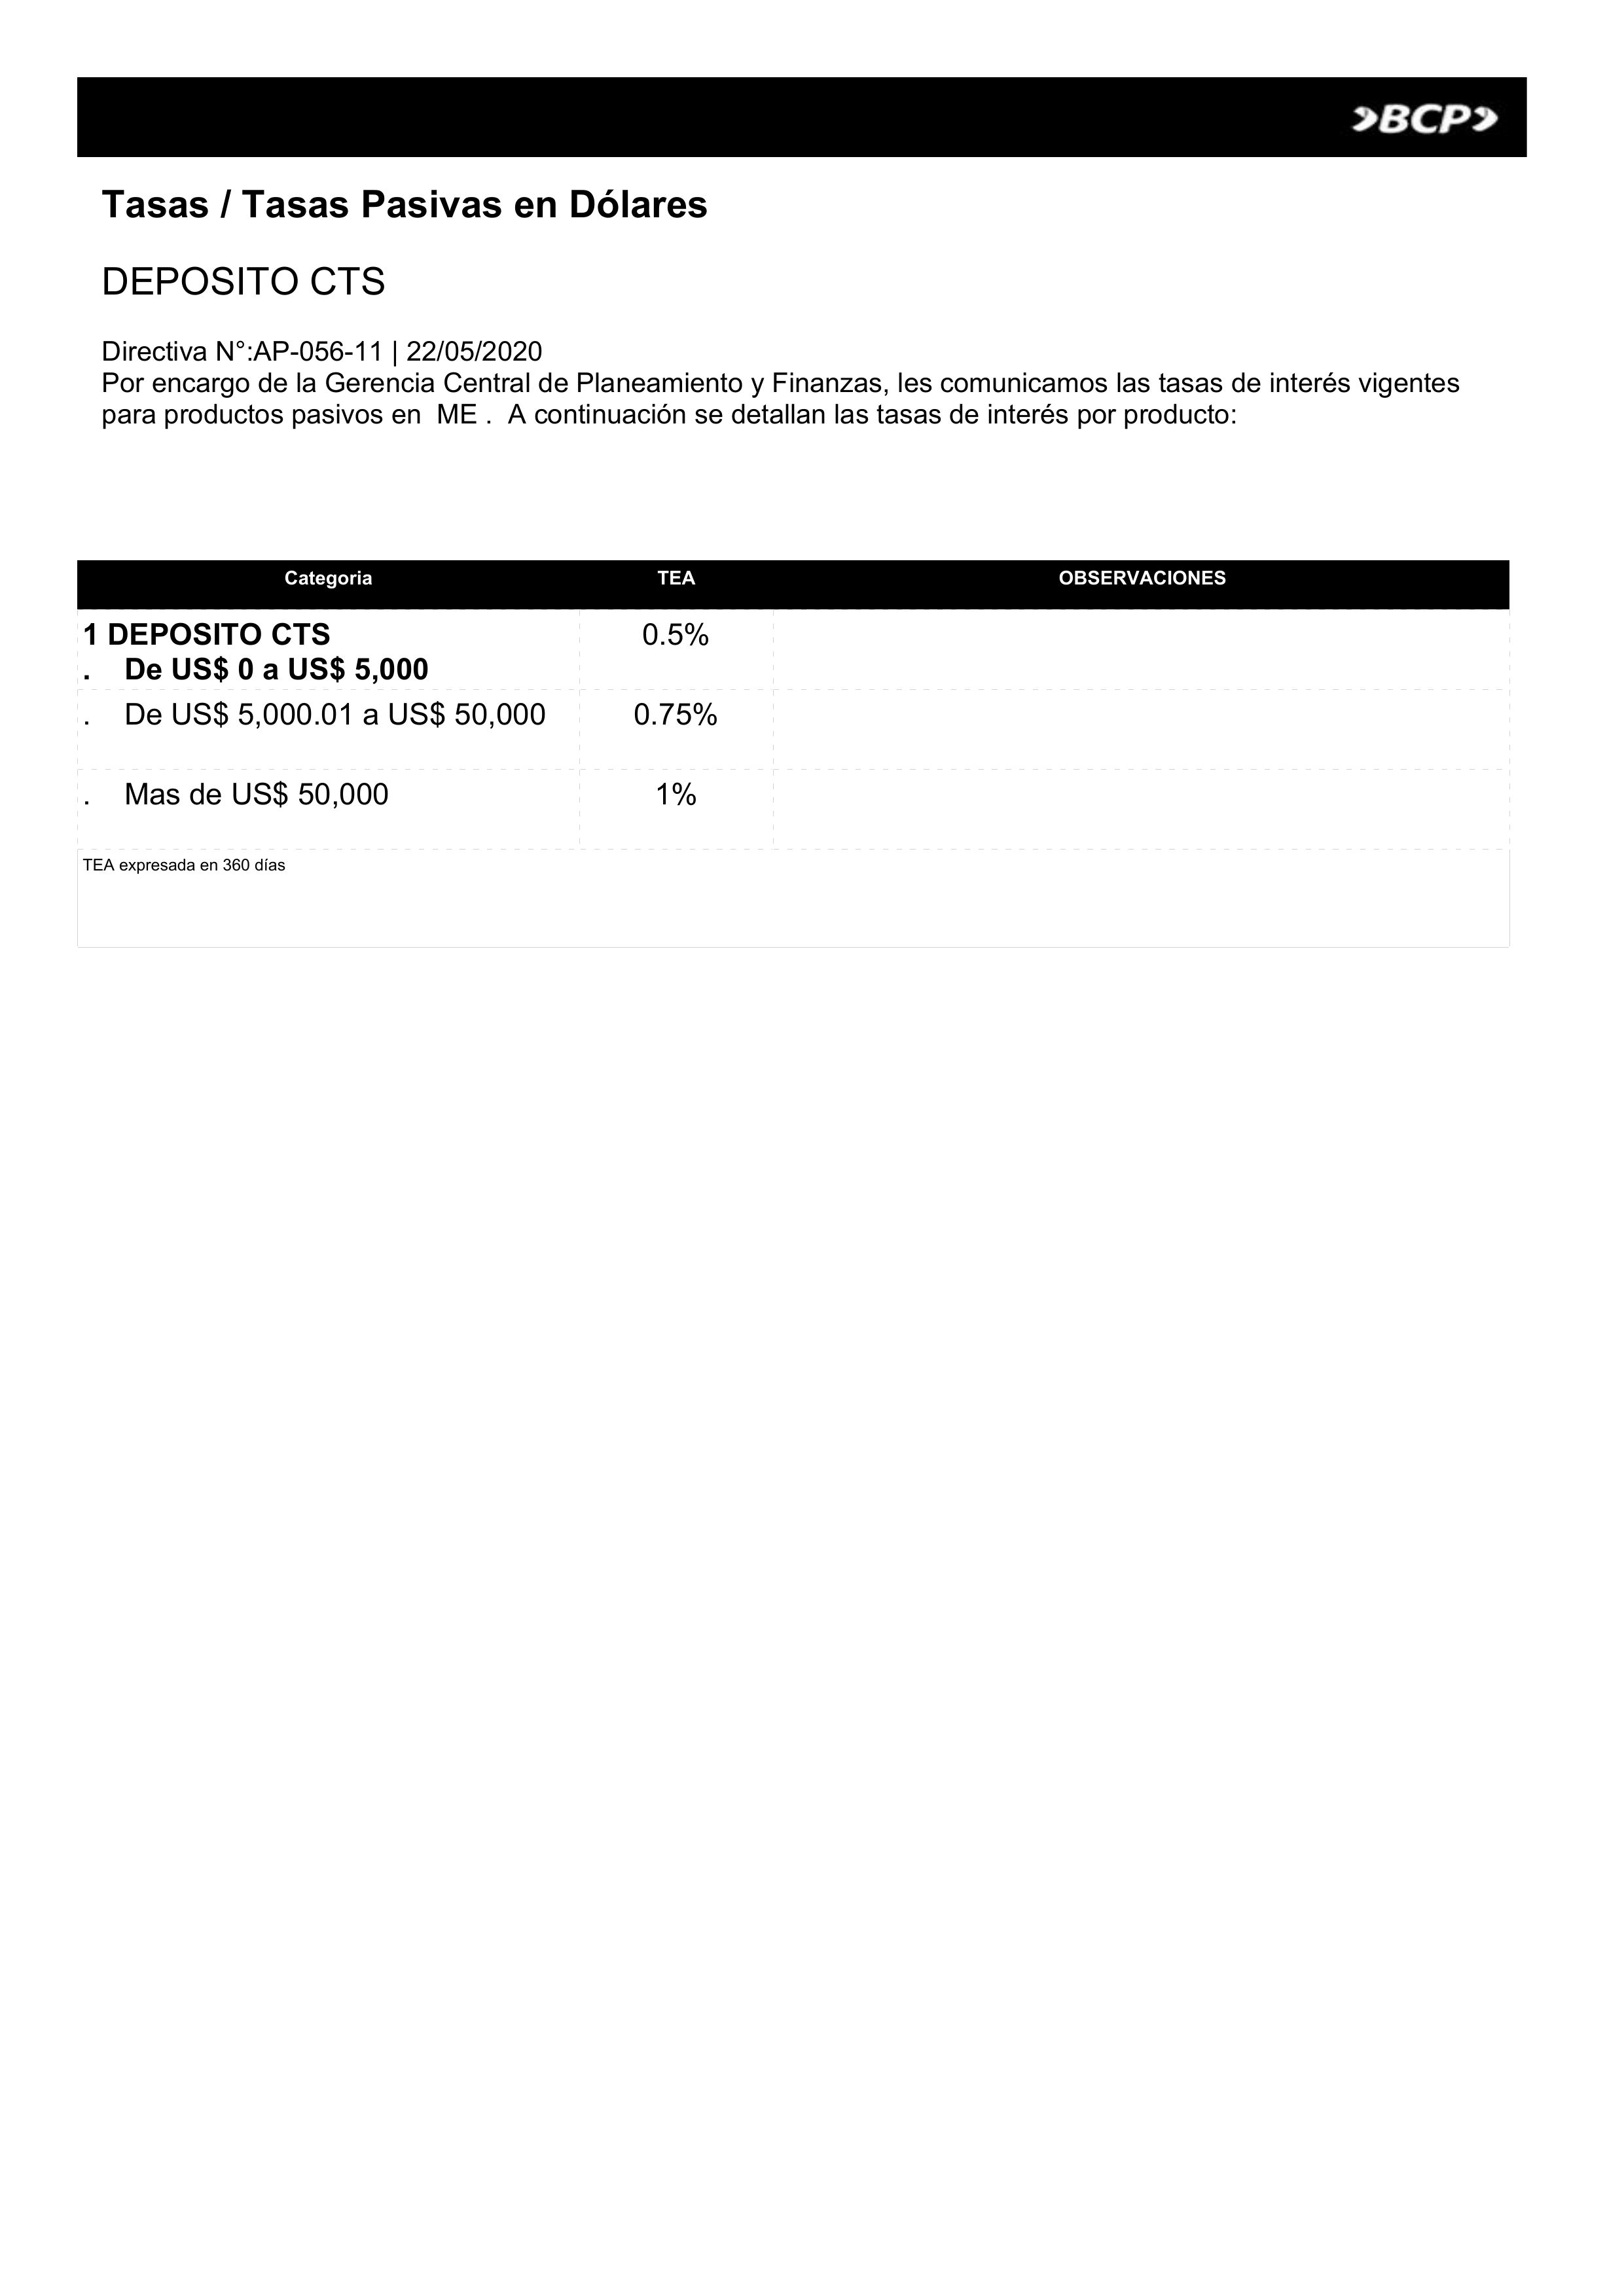 BCP
Tasas / Tasas Pasivas en Dólares
DEPOSITO CTS
Directiva N°:AP-056-11 | 22/05/2020
Por encargo de la Gerencia Central de Planeamiento y Finanzas, les comunicamos las tasas de interés vigentes
para productos pasivos en  ME .  A continuación se detallan las tasas de interés por producto:
Categoria TEA OBSERVACIONES
1 DEPOSITO CTS 0.5%
. De US$ 0 a US$ 5,000
. De US$ 5,000.01 a US$ 50,000 0.75%
. Mas de US$ 50,000 1%
TEA expresada en 360 días